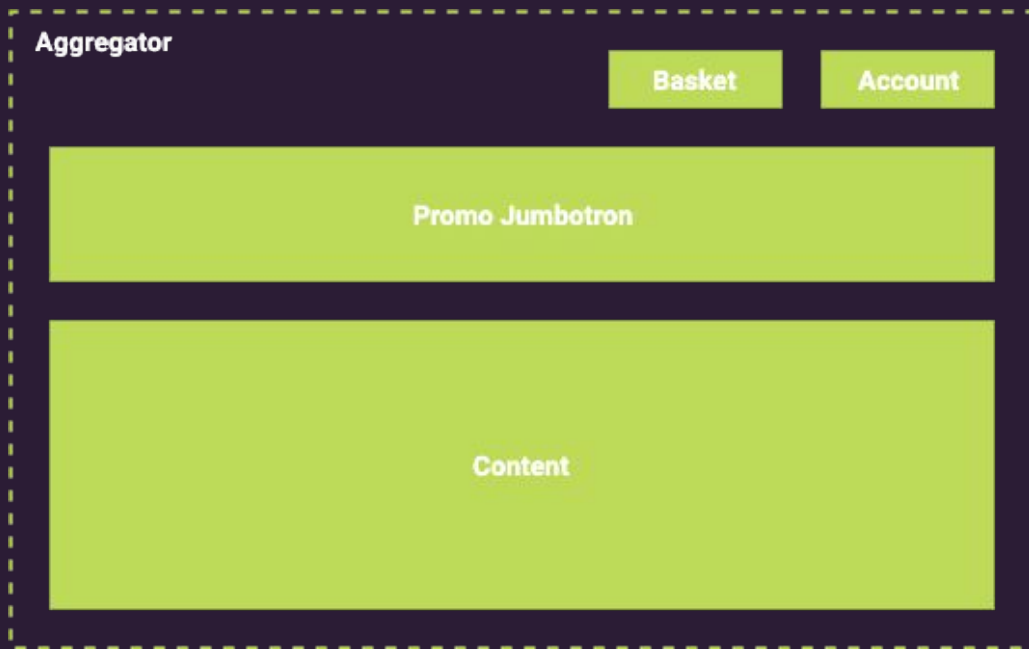 Aggregator
Basket
Account
Promo Jumbotron
Content